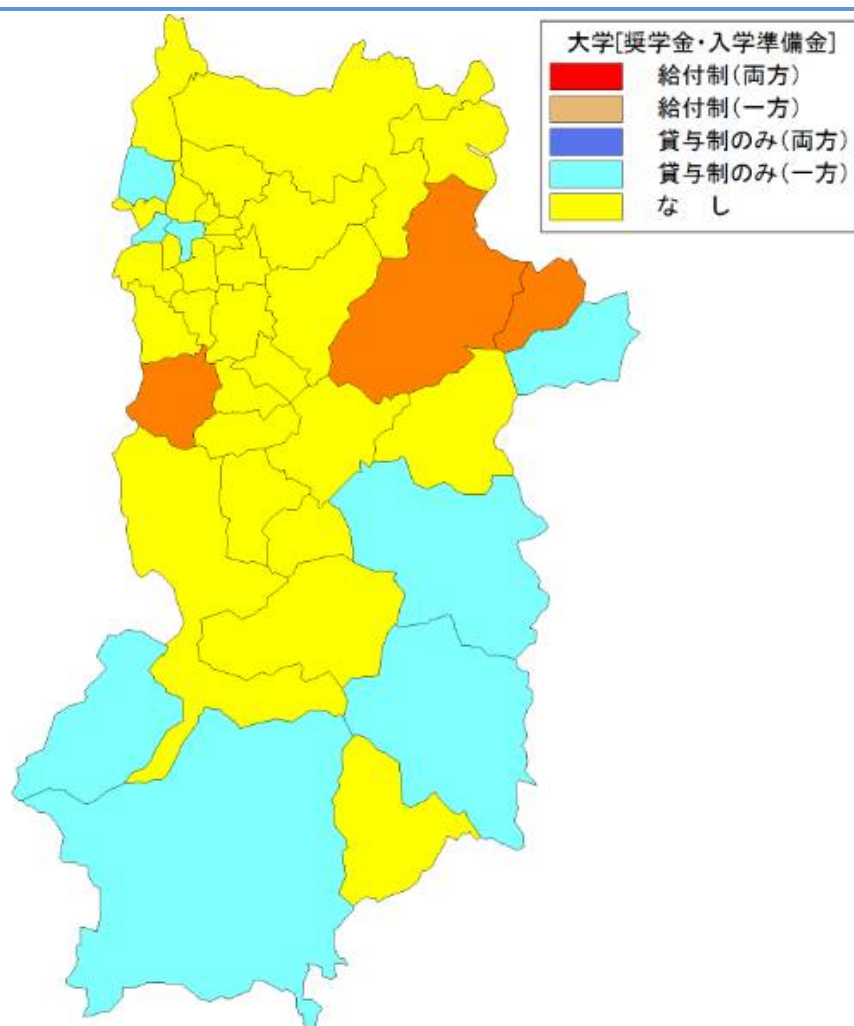 大学[奨学金・入学準備金]
給付制(両方)
給付制(一方)
貸与制のみ(両方)
貸与制のみ(一方)
な　し